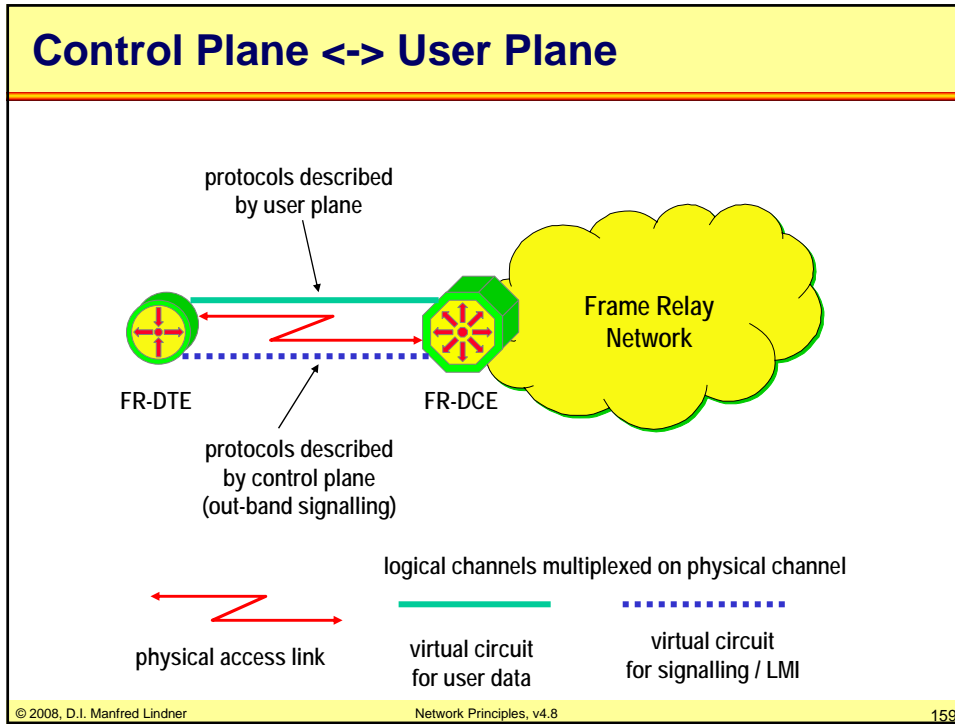 Control Plane <-> User Plane
protocols described
by user plane
Frame Relay
Network
FR-DTE
FR-DCE
protocols described
by control plane
(out-band signalling)
logical channels multiplexed on physical channel
physical access link
virtual circuit
for user data
virtual circuit
for signalling / LMI
© 2008, D.I. Manfred Lindner
Network Principles, v4.8
159